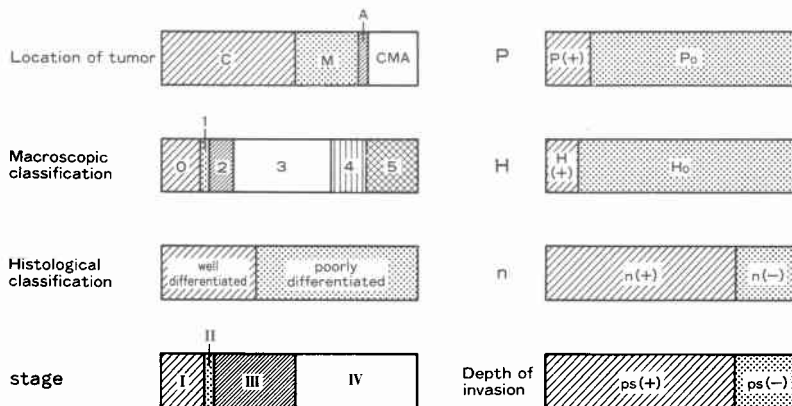 A
Location of tumor C M CMA P P(+) P₀
1
Macroscopic
classification 0 2 3 4 5 H H
(+) H₀
Histological
classification well
differentiated poorly
differentiated n n(+) n(−)
II
stage I III IV Depth of
invasion ps(+) ps(−)